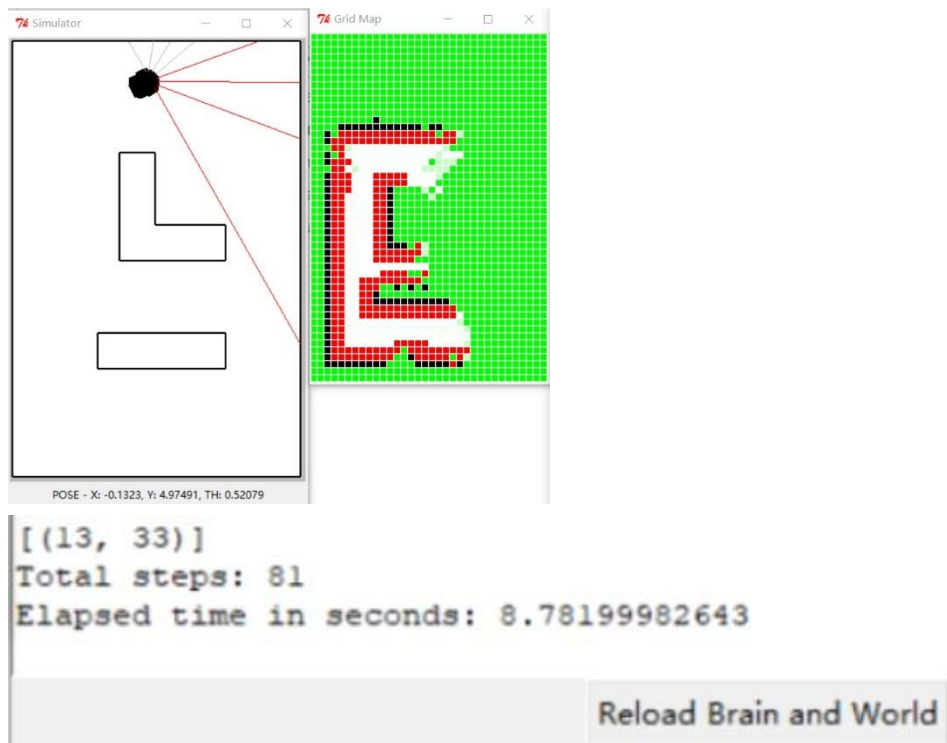 Simulator
Grid Map
POSE - X: -0.1323, Y: 4.97491, TH: 0.52079
[(13, 33)]
Total steps: 81
Elapsed time in seconds: 8.78199982643
Reload Brain and World